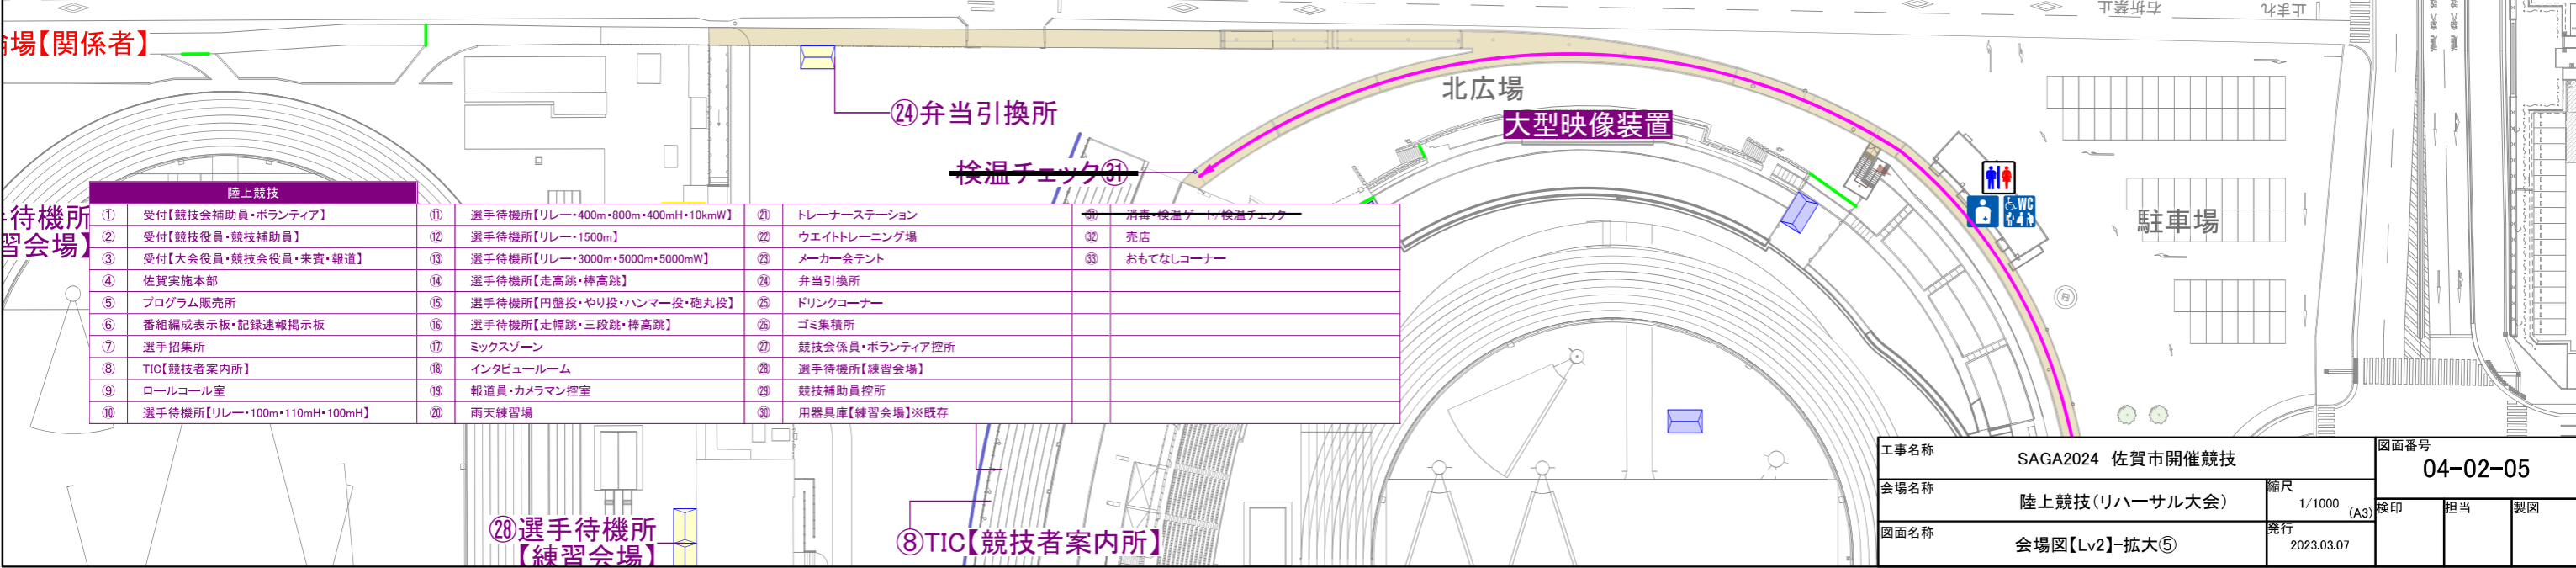 右折禁止
止まれ
場【関係者】
北広場
㉔弁当引換所
大型映像装置
検温チェック㉛
駐車場
待機所
習会場】
陸上競技
① 受付【競技会補助員・ボランティア】 ⑪ 選手待機所【リレー・400m・800m・400mH・10kmW】 ㉑ トレーナーステーション ㉛ 消毒・検温ゲート/検温チェック
② 受付【競技役員・競技補助員】 ⑫ 選手待機所【リレー・1500m】 ㉒ ウエイトトレーニング場 ㉜ 売店
③ 受付【大会役員・競技会役員・来賓・報道】 ⑬ 選手待機所【リレー・3000m・5000m・5000mW】 ㉓ メーカー会テント ㉝ おもてなしコーナー
④ 佐賀実施本部 ⑭ 選手待機所【走高跳・棒高跳】 ㉔ 弁当引換所
⑤ プログラム販売所 ⑮ 選手待機所【円盤投・やり投・ハンマー投・砲丸投】 ㉕ ドリンクコーナー
⑥ 番組編成表示板・記録速報掲示板 ⑯ 選手待機所【走幅跳・三段跳・棒高跳】 ㉖ ゴミ集積所
⑦ 選手招集所 ⑰ ミックスゾーン ㉗ 競技会係員・ボランティア控所
⑧ TIC【競技者案内所】 ⑱ インタビュールーム ㉘ 選手待機所【練習会場】
⑨ ロールコール室 ⑲ 報道員・カメラマン控室 ㉙ 競技補助員控所
⑩ 選手待機所【リレー・100m・110mH・100mH】 ⑳ 雨天練習場 ㉚ 用器具庫【練習会場】※既存
WC
㉘選手待機所
【練習会場】
⑧TIC【競技者案内所】
工事名称 SAGA2024 佐賀市開催競技
図面番号 04-02-05
会場名称 陸上競技(リハーサル大会)
縮尺 1/1000 (A3)
検印 担当 製図
図面名称 会場図【Lv2】-拡大⑤
発行 2023.03.07